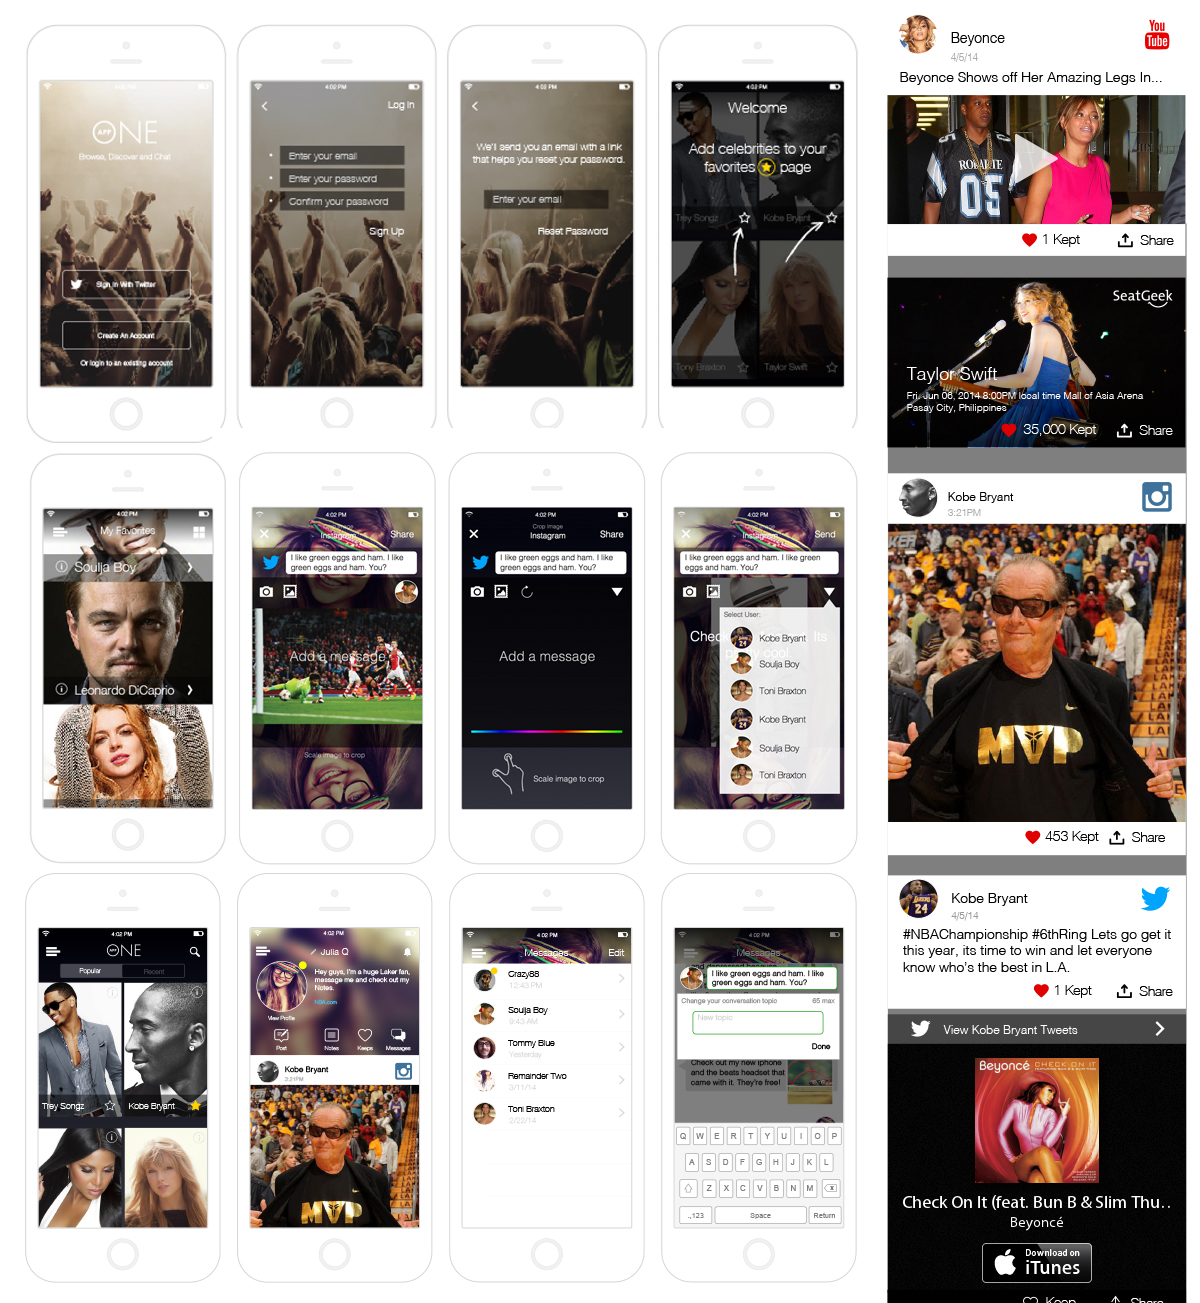 4:02 PM
APP
ONE
Browse, Discover and Chat
Sign In With Twitter
Create An Account
Or login to an existing account
4:02 PM
Log In
Enter your email
Enter your password
Confirm your password
Sign Up
4:02 PM
We'll send you an email with a link
that helps you reset your password.
Enter your email
Reset Password
4:02 PM
Welcome
Add celebrities to your
favorites page
Trey Songz
Kobe Bryant
Tony Braxton
Taylor Swift
4:02 PM
My Favorites
Soulja Boy
Leonardo DiCaprio
4:02 PM
Crop Image
Instagram
Share
I like green eggs and ham. I like
green eggs and ham. You?
Add a message
Scale image to crop
4:02 PM
Crop Image
Instagram
Share
I like green eggs and ham. I like
green eggs and ham. You?
Add a message
Scale image to crop
4:02 PM
Instagram
Send
I like green eggs and ham. I like
green eggs and ham. You?
Select User:
Check Its
cool.
Kobe Bryant
Soulja Boy
Toni Braxton
Kobe Bryant
Soulja Boy
Toni Braxton
4:02 PM
APP
ONE
Popular
Recent
Trey Songz
Kobe Bryant
4:02 PM
Julia Q
Hey guys, I'm a huge Laker fan,
message me and check out my
Notes.
NBA.com
View Profile
Post
Notes
Keeps
Messages
Kobe Bryant
3:21PM
MVP
4:02 PM
Messages
Edit
Crazy88
12:43 PM
Soulja Boy
9:43 AM
Tommy Blue
Yesterday
Remainder Two
3/11/14
Toni Braxton
2/22/14
4:02 PM
Messages
I like green eggs and ham. I like
green eggs and ham. You?
Change your conversation topic
65 max
New topic
Done
Check out my new iphone
and the beats headset that
came with it. They're free!
Q W E R T Y U I O P
A S D F G H J K L
Z X C V B N M
.,123
Space
Return
Beyonce
4/5/14
You
Tube
Beyonce Shows off Her Amazing Legs In...
05
1 Kept
Share
SeatGeek
Taylor Swift
Fri. Jun 06, 2014 8:00PM local time Mall of Asia Arena
Pasay City, Philippines
35,000 Kept
Share
Kobe Bryant
3:21PM
MVP
453 Kept
Share
Kobe Bryant
4/5/14
#NBAChampionship #6thRing Lets go get it
this year, its time to win and let everyone
know who's the best in L.A.
1 Kept
Share
View Kobe Bryant Tweets
Beyoncé
CHECK ON IT
Check On It (feat. Bun B & Slim Thu..
Beyoncé
Download on
iTunes
Keep
Share